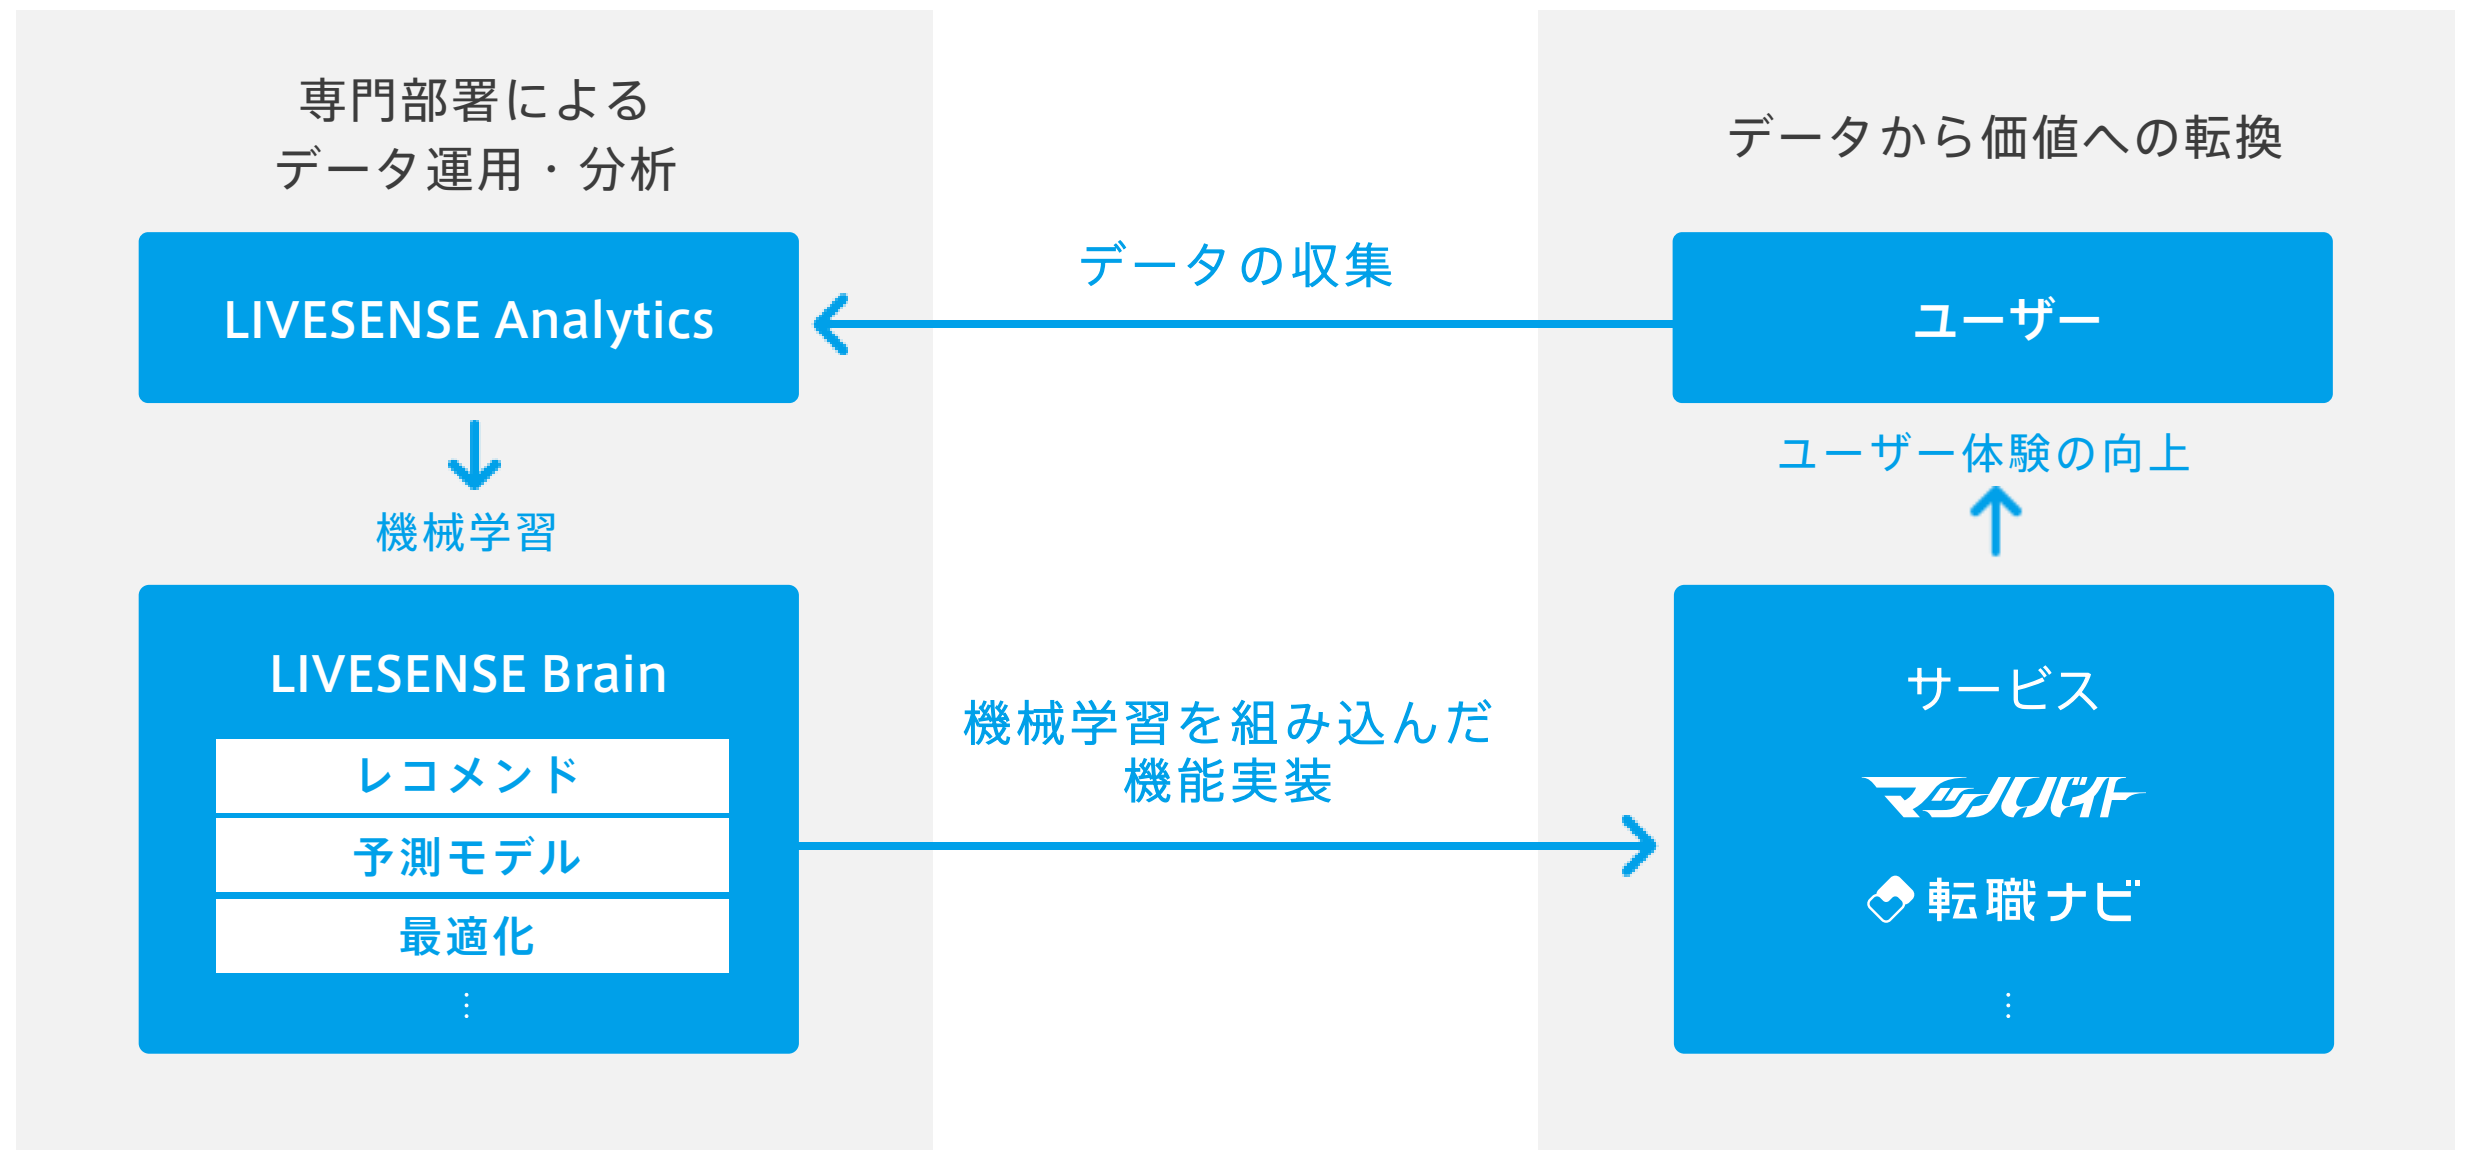 専門部署による
データ運用・分析
LIVESENSE Analytics
機械学習
LIVESENSE Brain
レコメンド
予測モデル
最適化
⋮
データの収集
機械学習を組み込んだ
機能実装
データから価値への転換
ユーザー
ユーザー体験の向上
サービス
マッハバイト
転職ナビ
⋮